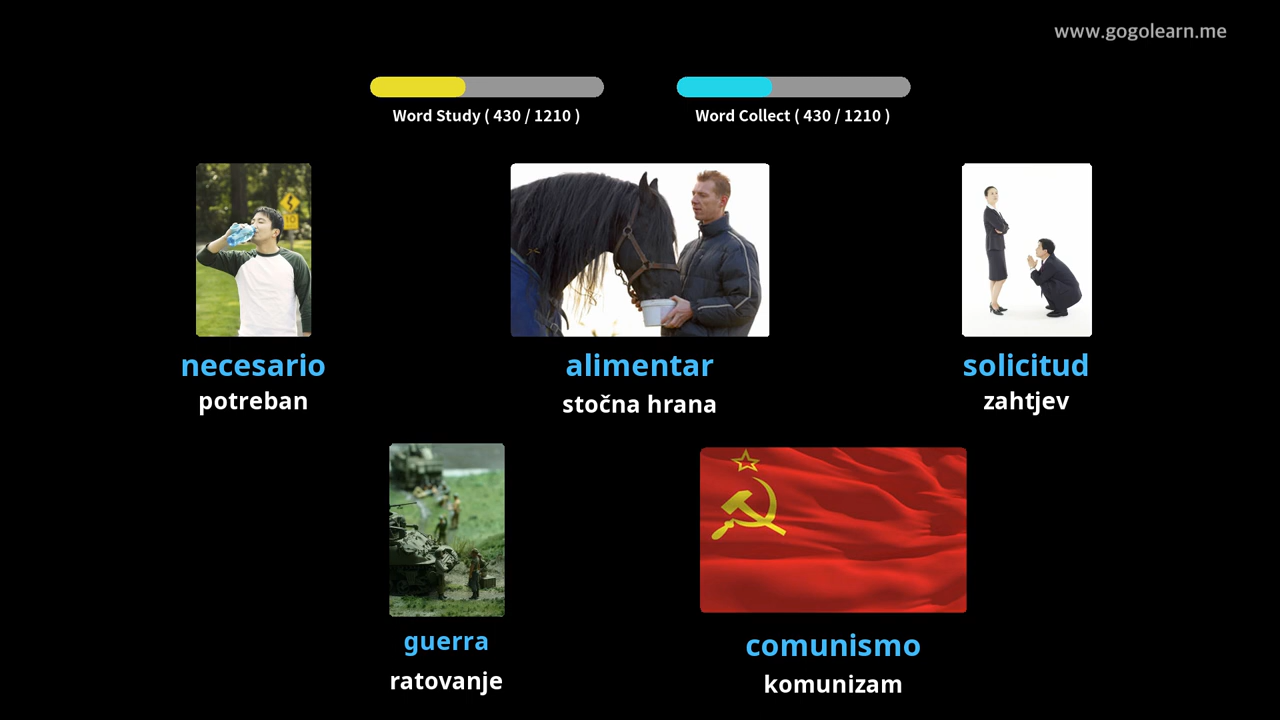 www.gogolearn.me
Word Study ( 430 / 1210 )
Word Collect ( 430 / 1210 )
necesario
potreban
alimentar
stočna hrana
solicitud
zahtjev
guerra
ratovanje
comunismo
komunizam